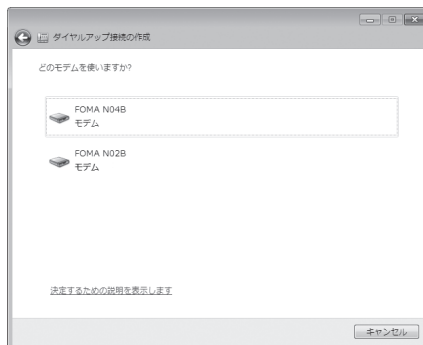 ダイヤルアップ接続の作成
どのモデムを使いますか?
FOMA N04B
モデム
FOMA N02B
モデム
決定するための説明を表示します
キャンセル